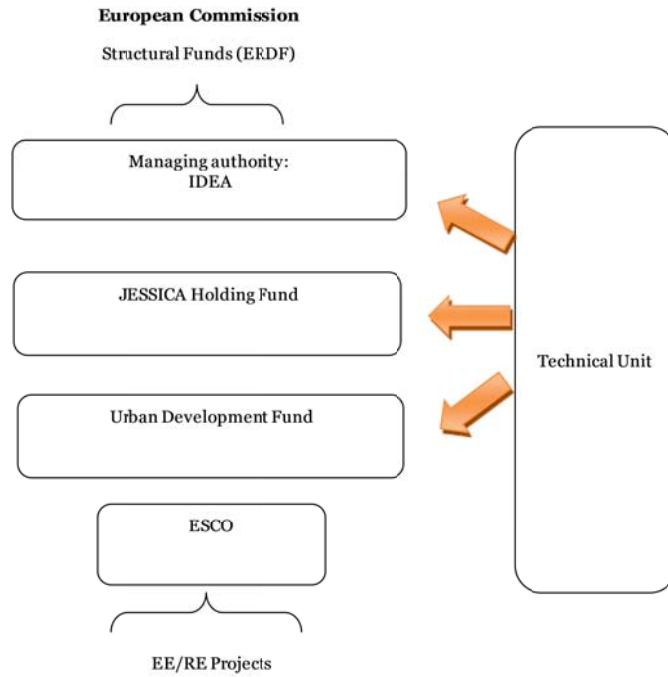 European Commission
Structural Funds (ERDF)
Managing authority:
IDEA
JESSICA Holding Fund
Technical Unit
Urban Development Fund
ESCO
EE/RE Projects